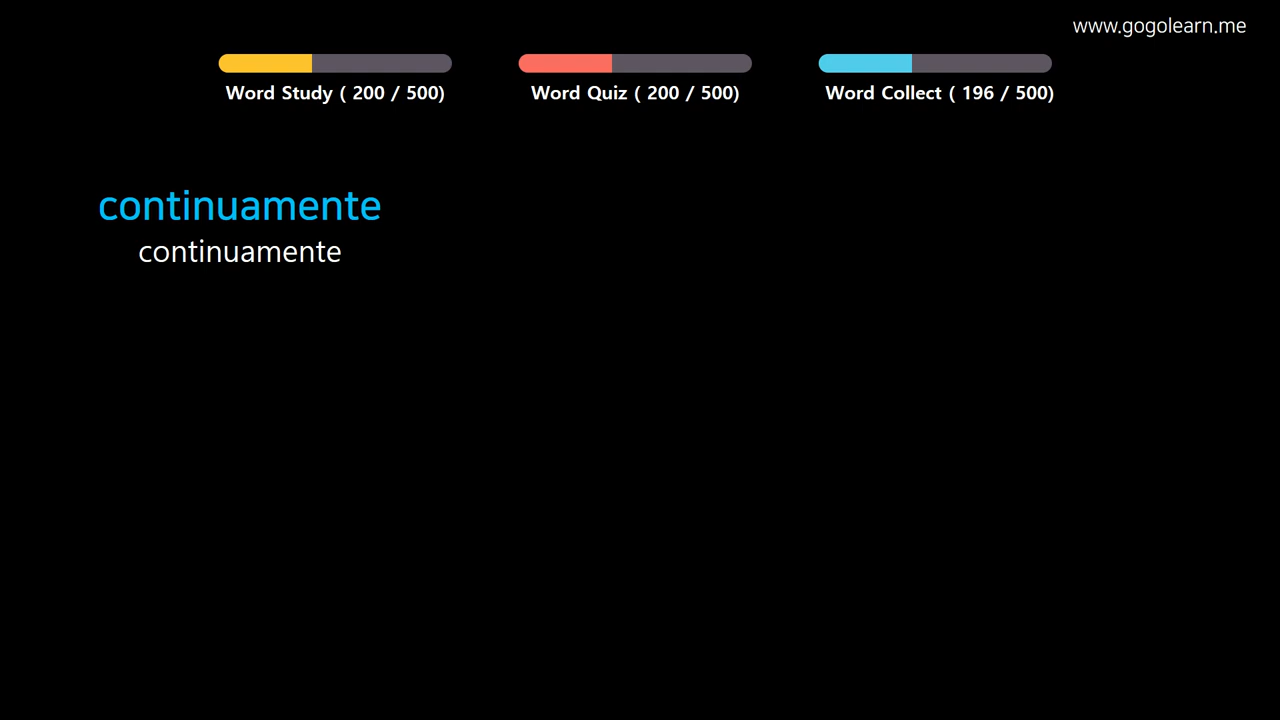 www.gogolearn.me
Word Study ( 200 / 500)
Word Quiz ( 200 / 500)
Word Collect ( 196 / 500)
continuamente
continuamente